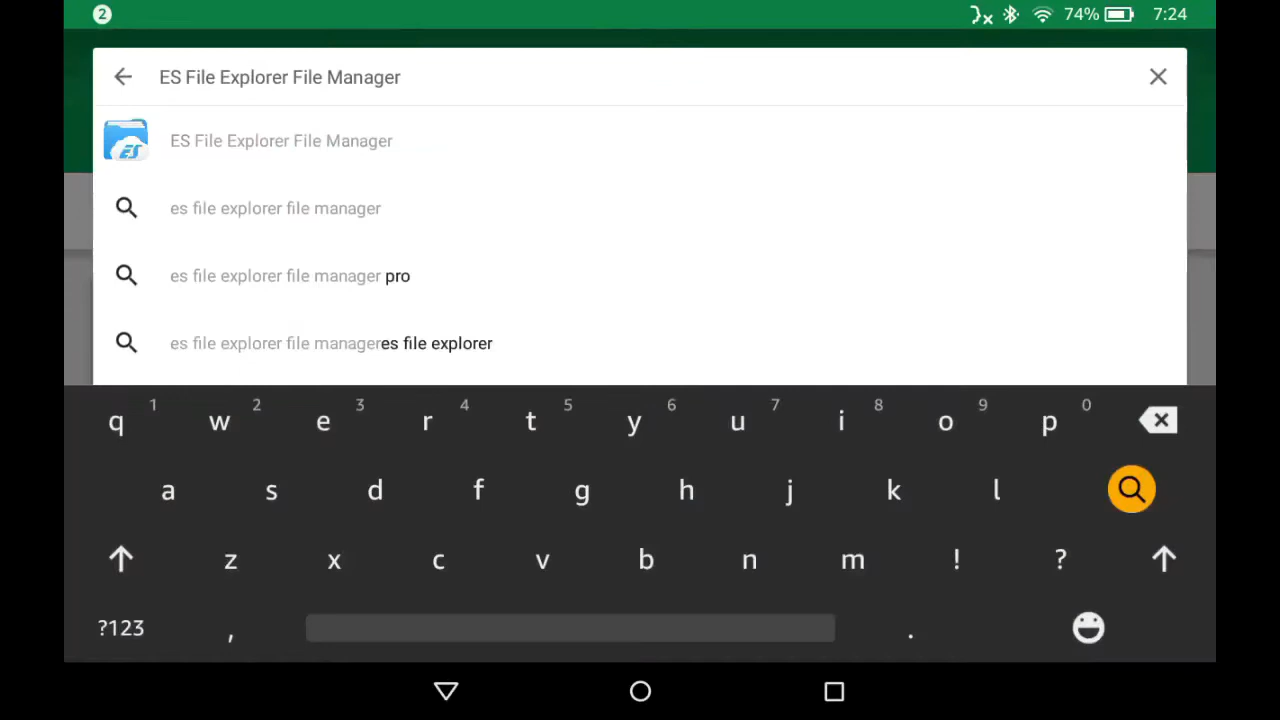 2 74% 7:24
ES File Explorer File Manager
ES ES File Explorer File Manager
es file explorer file manager
es file explorer file manager pro
es file explorer file manageres file explorer
1 2 3 4 5 6 7 8 9 0
q w e r t y u i o p
a s d f g h j k l
z x c v b n m ! ?
?123 , .